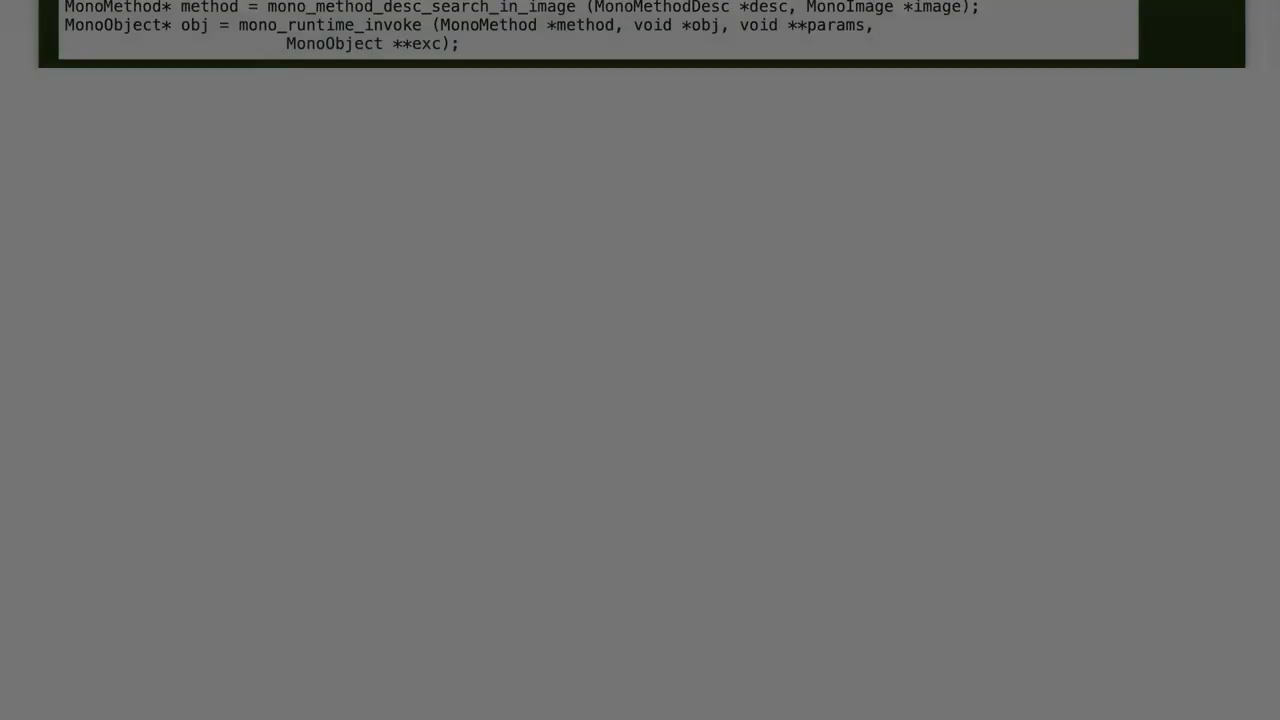 MonoMethod* method = mono_method_desc_search_in_image (MonoMethodDesc *desc, MonoImage *image);
MonoObject* obj = mono_runtime_invoke (MonoMethod *method, void *obj, void **params,
MonoObject **exc);